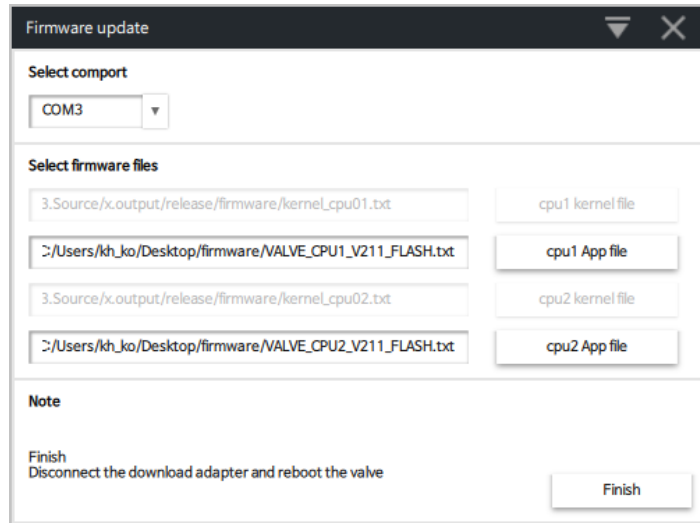 Firmware update
Select comport
COM3
Select firmware files
3.Source/x.output/release/firmware/kernel_cpu01.txt
cpu1 kernel file
C:/Users/kh_ko/Desktop/firmware/VALVE_CPU1_V211_FLASH.txt
cpu1 App file
3.Source/x.output/release/firmware/kernel_cpu02.txt
cpu2 kernel file
C:/Users/kh_ko/Desktop/firmware/VALVE_CPU2_V211_FLASH.txt
cpu2 App file
Note
Finish
Disconnect the download adapter and reboot the valve
Finish